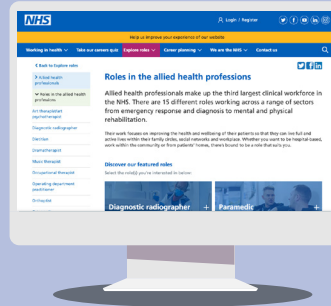 NHS
Login / Register
Help us improve your experience of our website
Working in health
Take our careers quiz
Explore roles
Career planning
We are the NHS
Contact us
Back to Explore roles
Allied health professionals
Roles in the allied health professions
Art therapist/art psychotherapist
Diagnostic radiographer
Dietitian
Dramatherapist
Music therapist
Occupational therapist
Operating department practitioner
Orthoptist
Roles in the allied health professions
Allied health professionals make up the third largest clinical workforce in
the NHS. There are 15 different roles working across a range of sectors
from emergency response and diagnosis to mental and physical
rehabilitation.
Their work focuses on improving the health and wellbeing of their patients so that they can live full and
active lives within their family circles, social networks and workplace. Whether you want to be hospital-based,
work within the community or from patients' homes, there's bound to be a role that suits you.
Discover our featured roles
Select the role(s) you're interested in below:
Diagnostic radiographer +
Paramedic +